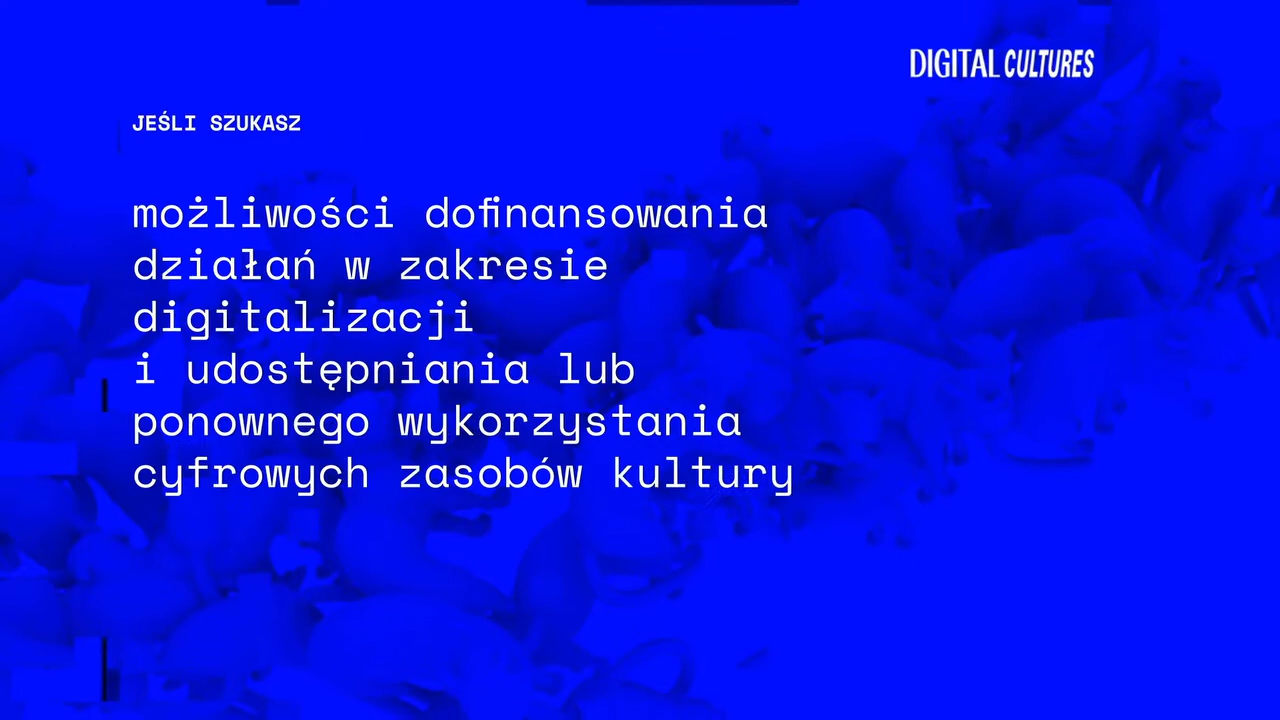 DIGITAL CULTURES
JEŚLI SZUKASZ
możliwości dofinansowania
działań w zakresie
digitalizacji
i udostępniania lub
ponownego wykorzystania
cyfrowych zasobów kultury